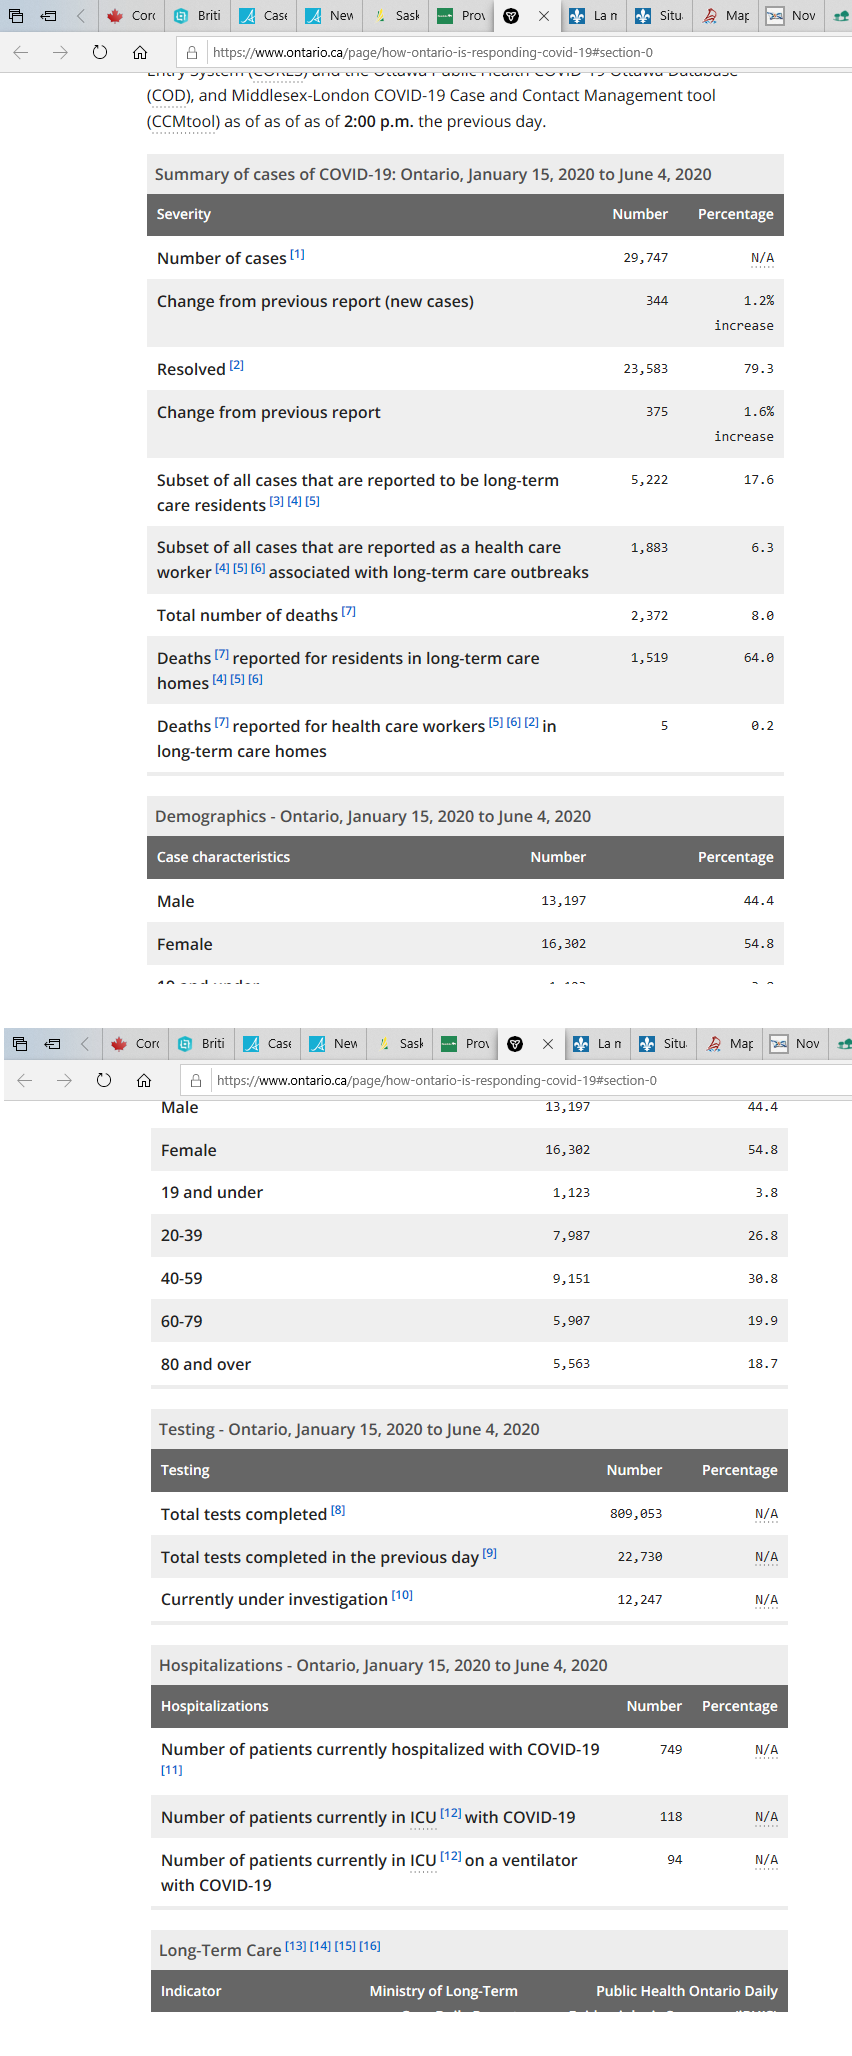 Corc Briti Case New Sask Prov La m Situ Map Nov
https://www.ontario.ca/page/how-ontario-is-responding-covid-19#section-0
Entry System (CORES) and the Ottawa Public Health COVID-19 Ottawa Database
(COD), and Middlesex-London COVID-19 Case and Contact Management tool
(CCMtool) as of as of as of 2:00 p.m. the previous day.
Summary of cases of COVID-19: Ontario, January 15, 2020 to June 4, 2020
Severity Number Percentage
Number of cases [1] 29,747 N/A
Change from previous report (new cases) 344 1.2%
increase
Resolved [2] 23,583 79.3
Change from previous report 375 1.6%
increase
Subset of all cases that are reported to be long-term 5,222 17.6
care residents [3] [4] [5]
Subset of all cases that are reported as a health care 1,883 6.3
worker [4] [5] [6] associated with long-term care outbreaks
Total number of deaths [7] 2,372 8.0
Deaths [7] reported for residents in long-term care 1,519 64.0
homes [4] [5] [6]
Deaths [7] reported for health care workers [5] [6] [2] in 5 0.2
long-term care homes
Demographics - Ontario, January 15, 2020 to June 4, 2020
Case characteristics Number Percentage
Male 13,197 44.4
Female 16,302 54.8
19 and under 1,123 3.8
Corc Briti Case New Sask Prov La m Situ Map Nov
https://www.ontario.ca/page/how-ontario-is-responding-covid-19#section-0
Male 13,197 44.4
Female 16,302 54.8
19 and under 1,123 3.8
20-39 7,987 26.8
40-59 9,151 30.8
60-79 5,907 19.9
80 and over 5,563 18.7
Testing - Ontario, January 15, 2020 to June 4, 2020
Testing Number Percentage
Total tests completed [8] 809,053 N/A
Total tests completed in the previous day [9] 22,730 N/A
Currently under investigation [10] 12,247 N/A
Hospitalizations - Ontario, January 15, 2020 to June 4, 2020
Hospitalizations Number Percentage
Number of patients currently hospitalized with COVID-19 749 N/A
[11]
Number of patients currently in ICU [12] with COVID-19 118 N/A
Number of patients currently in ICU [12] on a ventilator 94 N/A
with COVID-19
Long-Term Care [13] [14] [15] [16]
Indicator Ministry of Long-Term Public Health Ontario Daily